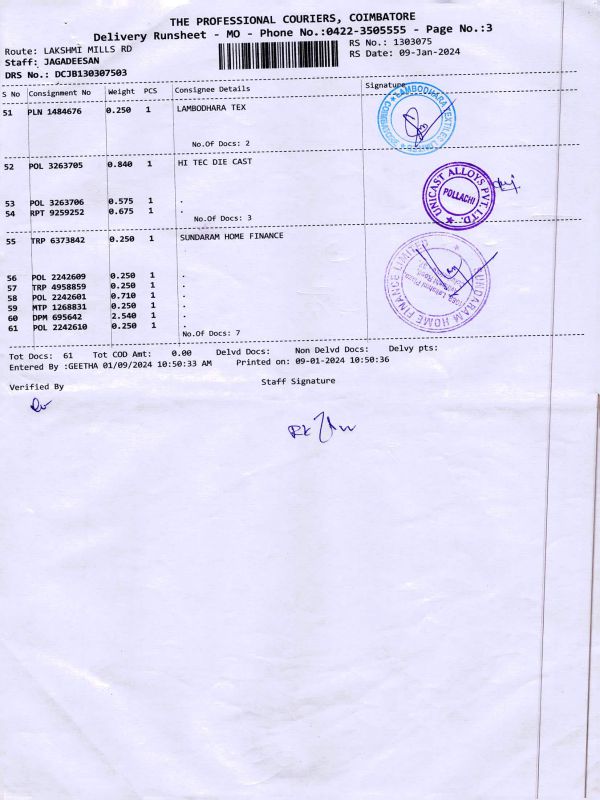 THE PROFESSIONAL COURIERS, COIMBATORE
Delivery Runsheet - MO - Phone No.:0422-3505555 - Page No.:3
Route: LAKSHMI MILLS RD
RS No.: 1303075
Staff: JAGADEESAN
RS Date: 09-Jan-2024
DRS No.: DCJB130307503
S No Consignment No Weight PCS Consignee Details Signature
51 PLN 1484676 0.250 1 LAMBODHARA TEX
LAMBODHARA TEXTILES LIMITED
No.Of Docs: 2
52 POL 3263705 0.840 1 HI TEC DIE CAST
UNICAST ALLOYS PVT. LTD.
POLLACHI
53 POL 3263706 0.575 1 .
54 RPT 9259252 0.675 1 .
No.Of Docs: 3
55 TRP 6373842 0.250 1 SUNDARAM HOME FINANCE
SUNDARAM HOME FINANCE LIMITED
56 POL 2242609 0.250 1 .
57 TRP 4958859 0.250 1 .
58 POL 2242601 0.710 1 .
59 MTP 1268831 0.250 1 .
60 DPM 695642 2.540 1 .
61 POL 2242610 0.250 1 .
No.Of Docs: 7
Tot Docs: 61 Tot COD Amt: 0.00 Delvd Docs: Non Delvd Docs: Delvy pts:
Entered By :GEETHA 01/09/2024 10:50:33 AM Printed on: 09-01-2024 10:50:36
Verified By Staff Signature